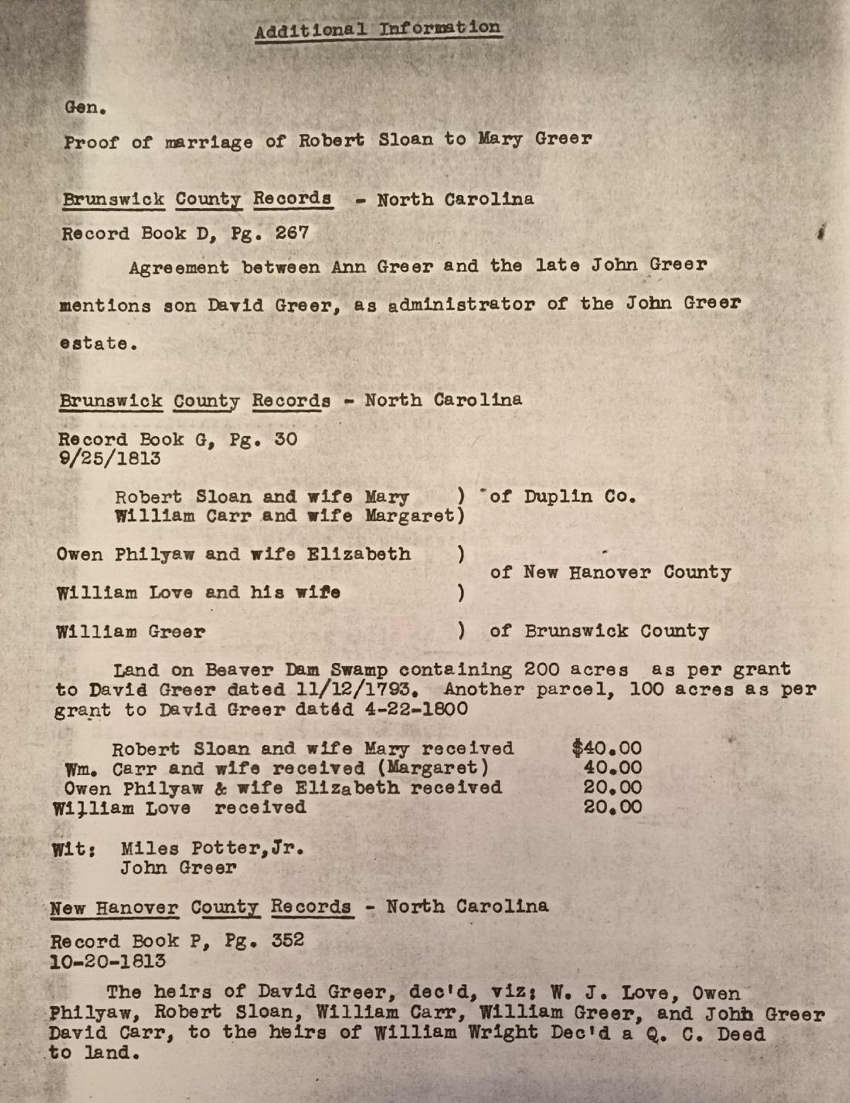 Additional Information
Gen.
Proof of marriage of Robert Sloan to Mary Greer
Brunswick County Records - North Carolina
Record Book D, Pg. 267
Agreement between Ann Greer and the late John Greer
mentions son David Greer, as administrator of the John Greer
estate.
Brunswick County Records - North Carolina
Record Book G, Pg. 30
9/25/1813
Robert Sloan and wife Mary ) of Duplin Co.
William Carr and wife Margaret)
Owen Philyaw and wife Elizabeth )
of New Hanover County
William Love and his wife )
William Greer ) of Brunswick County
Land on Beaver Dam Swamp containing 200 acres as per grant
to David Greer dated 11/12/1793. Another parcel, 100 acres as per
grant to David Greer datéd 4-22-1800
Robert Sloan and wife Mary received $40.00
Wm. Carr and wife received (Margaret) 40.00
Owen Philyaw & wife Elizabeth received 20.00
William Love received 20.00
Wit: Miles Potter,Jr.
John Greer
New Hanover County Records - North Carolina
Record Book P, Pg. 352
10-20-1813
The heirs of David Greer, dec'd, viz; W. J. Love, Owen
Philyaw, Robert Sloan, William Carr, William Greer, and John Greer
David Carr, to the heirs of William Wright Dec'd a Q. C. Deed
to land.